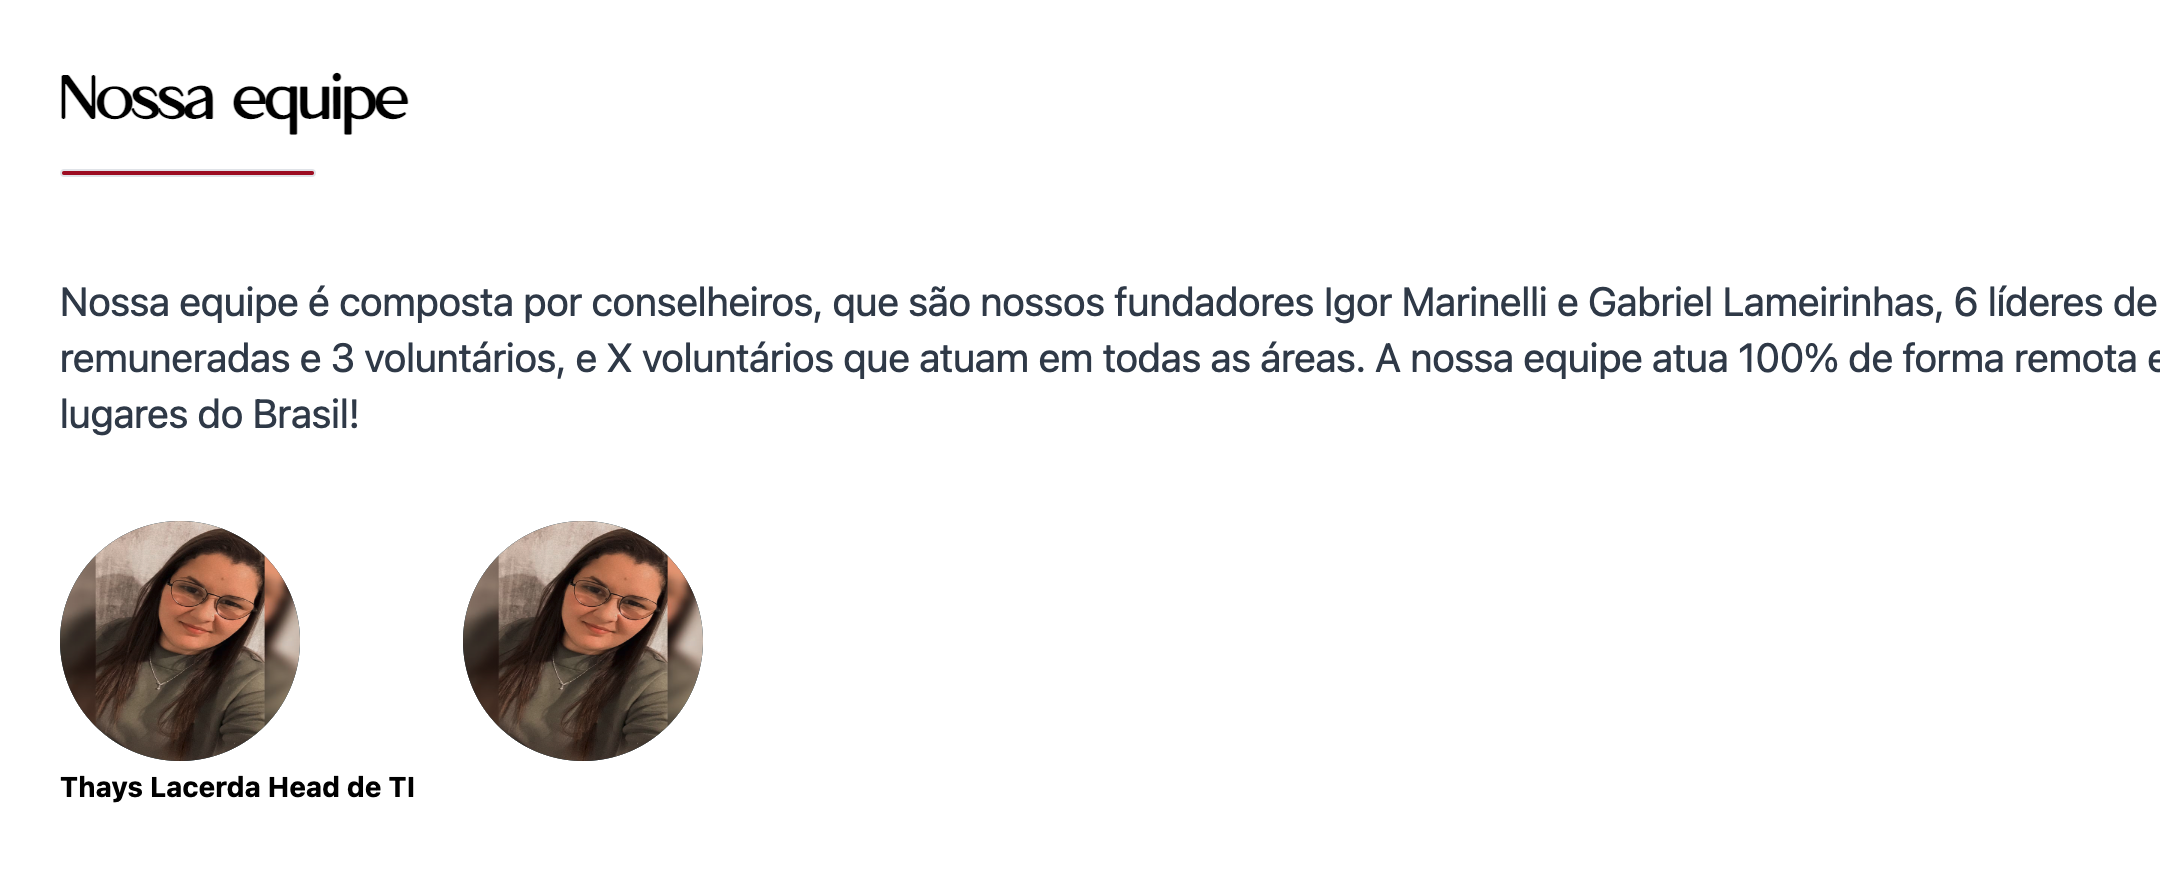 Nossa equipe
Nossa equipe é composta por conselheiros, que são nossos fundadores Igor Marinelli e Gabriel Lameirinhas, 6 líderes de
remuneradas e 3 voluntários, e X voluntários que atuam em todas as áreas. A nossa equipe atua 100% de forma remota e
lugares do Brasil!
Thays Lacerda Head de TI